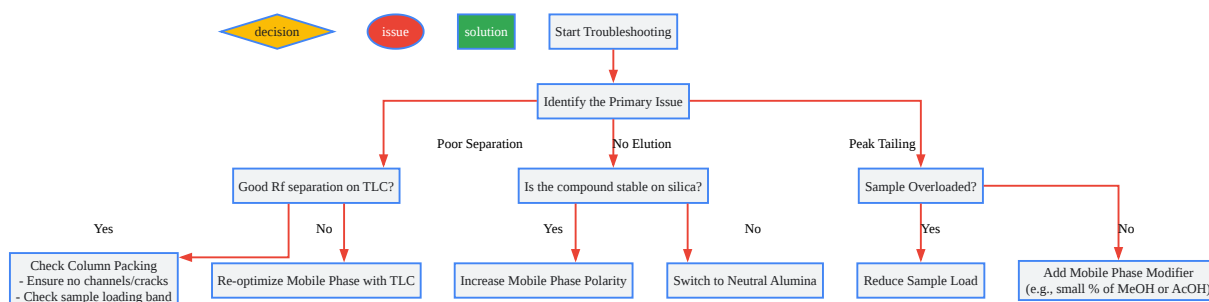 decision
issue
solution
Start Troubleshooting
Identify the Primary Issue
Poor Separation
No Elution
Peak Tailing
Good Rf separation on TLC?
Is the compound stable on silica?
Sample Overloaded?
Yes
No
Yes
No
Yes
No
Check Column Packing
- Ensure no channels/cracks
- Check sample loading band
Re-optimize Mobile Phase with TLC
Increase Mobile Phase Polarity
Switch to Neutral Alumina
Reduce Sample Load
Add Mobile Phase Modifier
(e.g., small % of MeOH or AcOH)